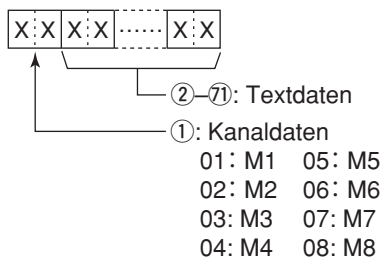 X X X X ...... X X
②–㉛: Textdaten
①: Kanaldaten
01: M1 05: M5
02: M2 06: M6
03: M3 07: M7
04: M4 08: M8